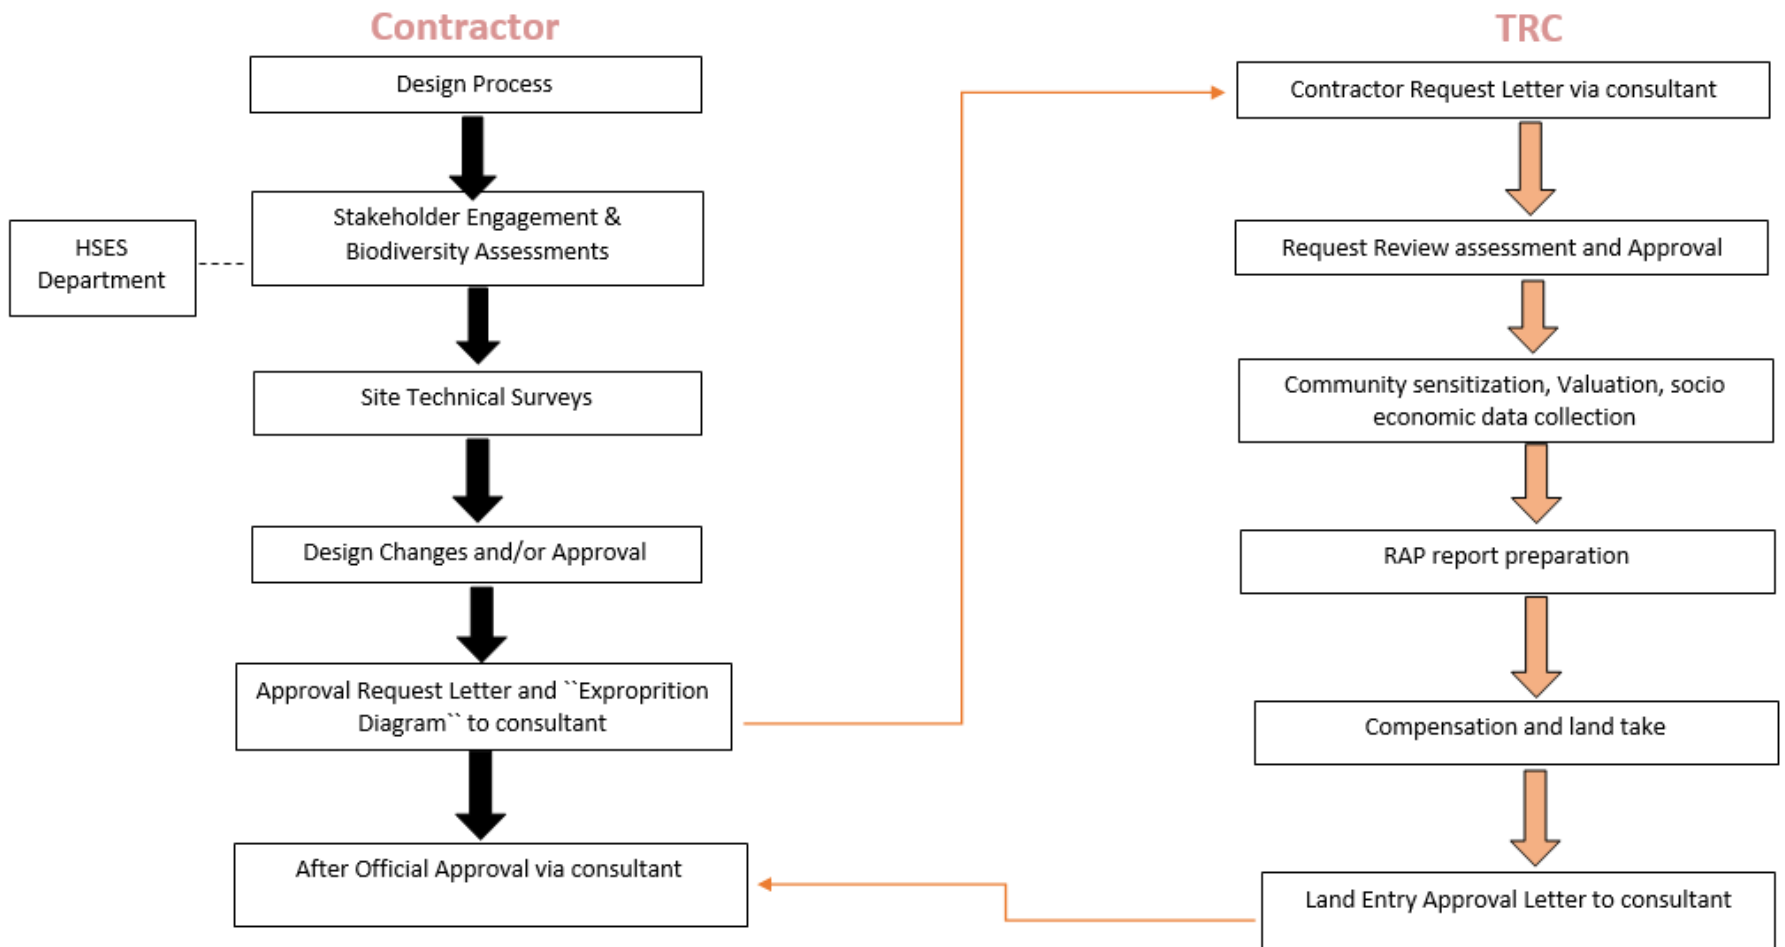 Contractor
Design Process
Stakeholder Engagement &
Biodiversity Assessments
HSES
Department
Site Technical Surveys
Design Changes and/or Approval
Approval Request Letter and ``Exproprition
Diagram`` to consultant
After Official Approval via consultant
TRC
Contractor Request Letter via consultant
Request Review assessment and Approval
Community sensitization, Valuation, socio
economic data collection
RAP report preparation
Compensation and land take
Land Entry Approval Letter to consultant